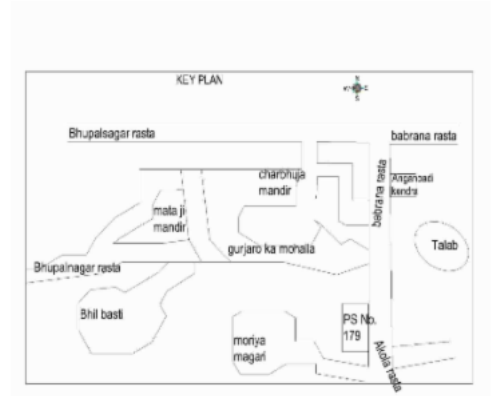 KEY PLAN
N
W E
S
Bhupalsagar rasta
babrana rasta
charbhuja
mandir
babrana rasta
Anganbadi
kendra
mata ji
mandir
gurjaro ka mohalla
Talab
Bhupalnagar rasta
Bhil basti
PS No.
179
moriya
magari
Akola rasta